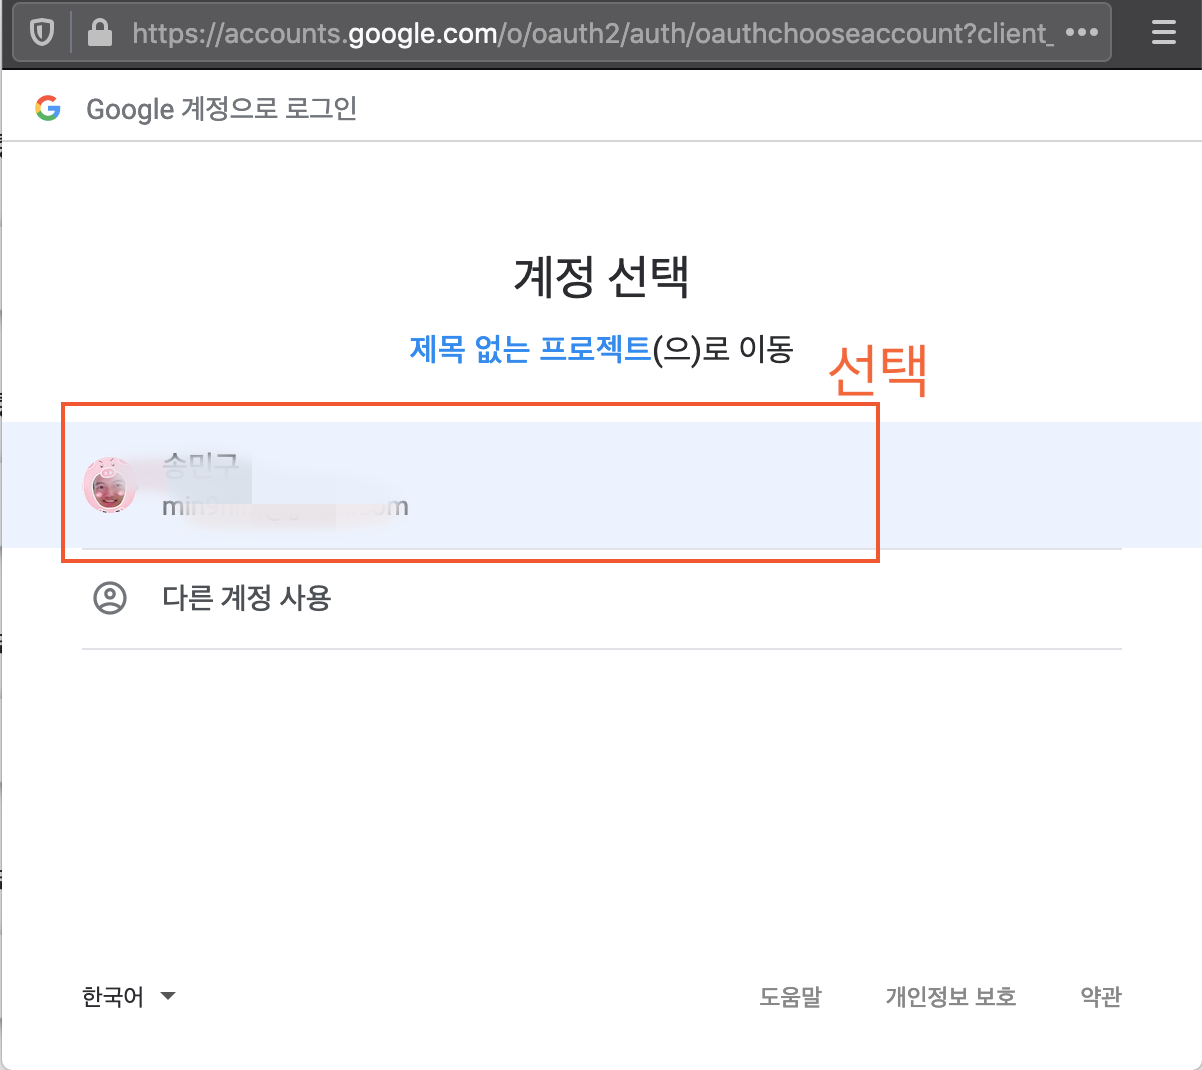 https://accounts.google.com/o/oauth2/auth/oauthchooseaccount?client_
Google 계정으로 로그인
계정 선택
제목 없는 프로젝트(으)로 이동
선택
송민구
다른 계정 사용
한국어
도움말 개인정보 보호 약관